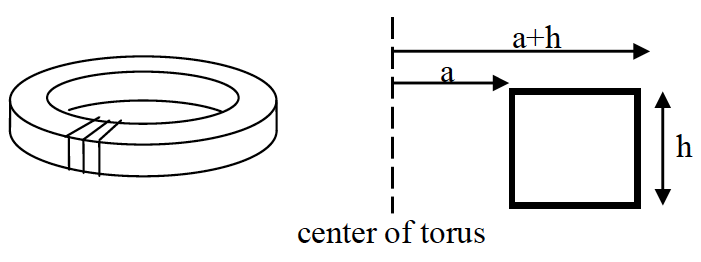 a+h
a
h
center of torus